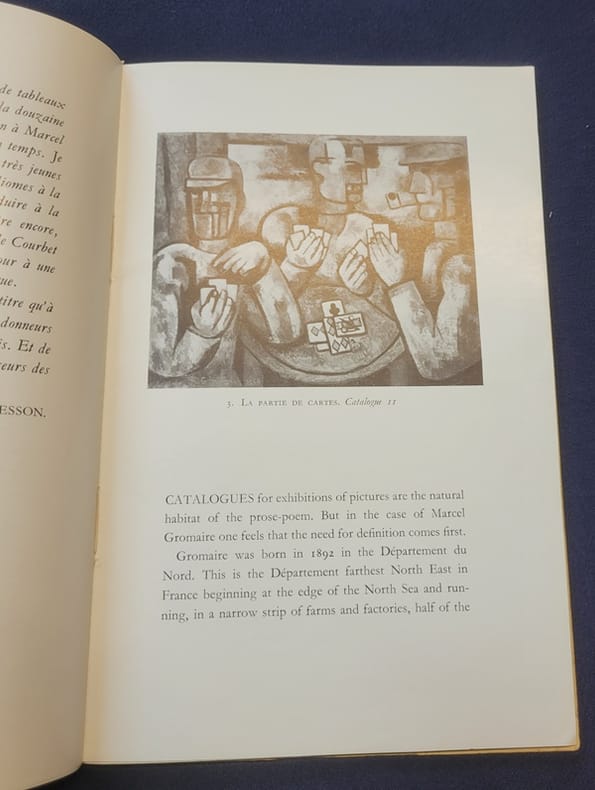 de tableaux
la douzaine
n à Marcel
temps. Je
très jeunes
diomes à la
duire à la
re encore,
de Courbet
our à une
ue.
titre qu'à
donneurs
s. Et de
eurs des
ESSON.
3. LA PARTIE DE CARTES. Catalogue 11
CATALOGUES for exhibitions of pictures are the natural
habitat of the prose-poem. But in the case of Marcel
Gromaire one feels that the need for definition comes first.
Gromaire was born in 1892 in the Département du
Nord. This is the Département farthest North East in
France beginning at the edge of the North Sea and run-
ning, in a narrow strip of farms and factories, half of the